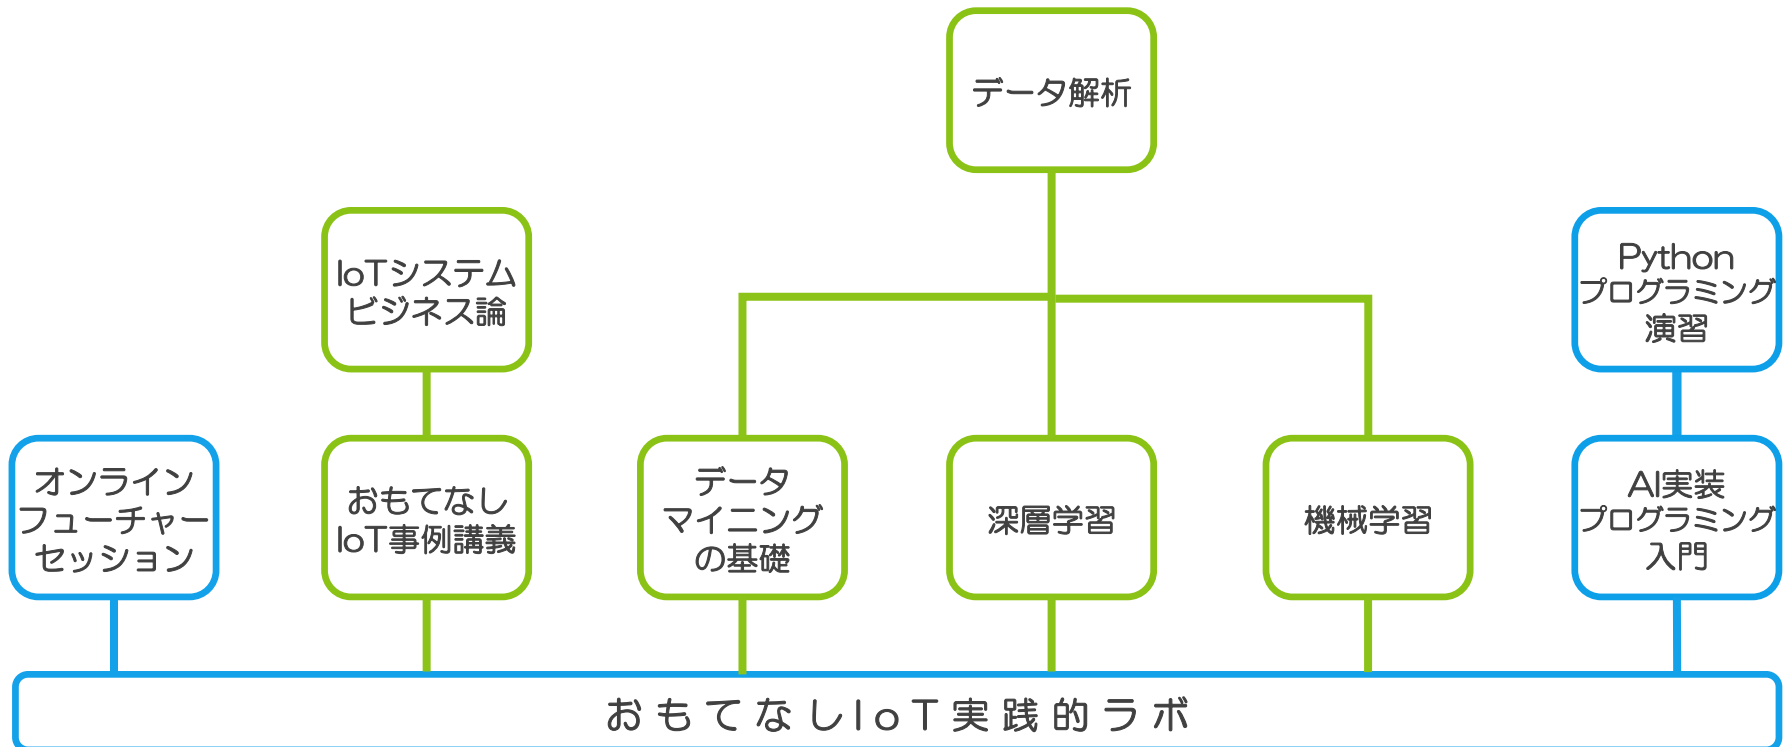 データ解析
IoTシステム
ビジネス論
Python
プログラミング
演習
オンライン
フューチャー
セッション
おもてなし
IoT事例講義
データ
マイニング
の基礎
深層学習
機械学習
AI実装
プログラミング
入門
おもてなしIoT実践的ラボ